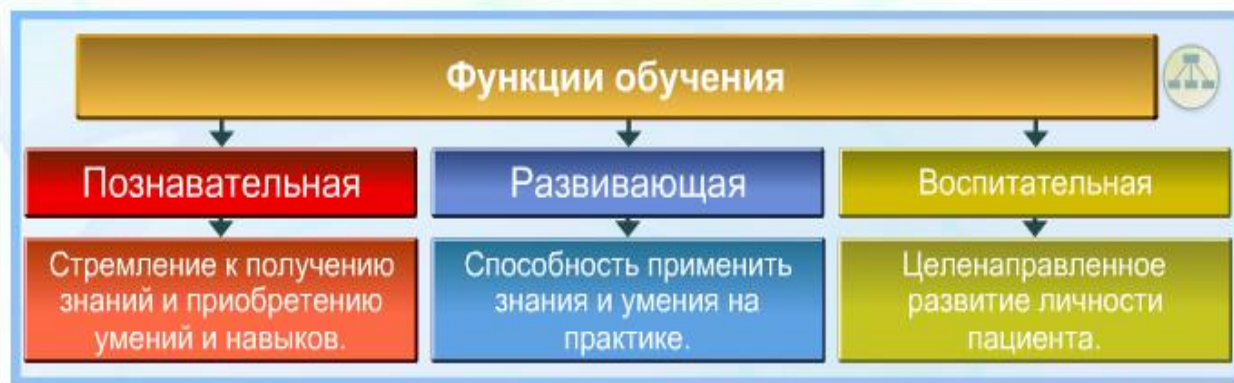 Функции обучения
Познавательная
Развивающая
Воспитательная
Стремление к получению
знаний и приобретению
умений и навыков.
Способность применить
знания и умения на
практике.
Целенаправленное
развитие личности
пациента.